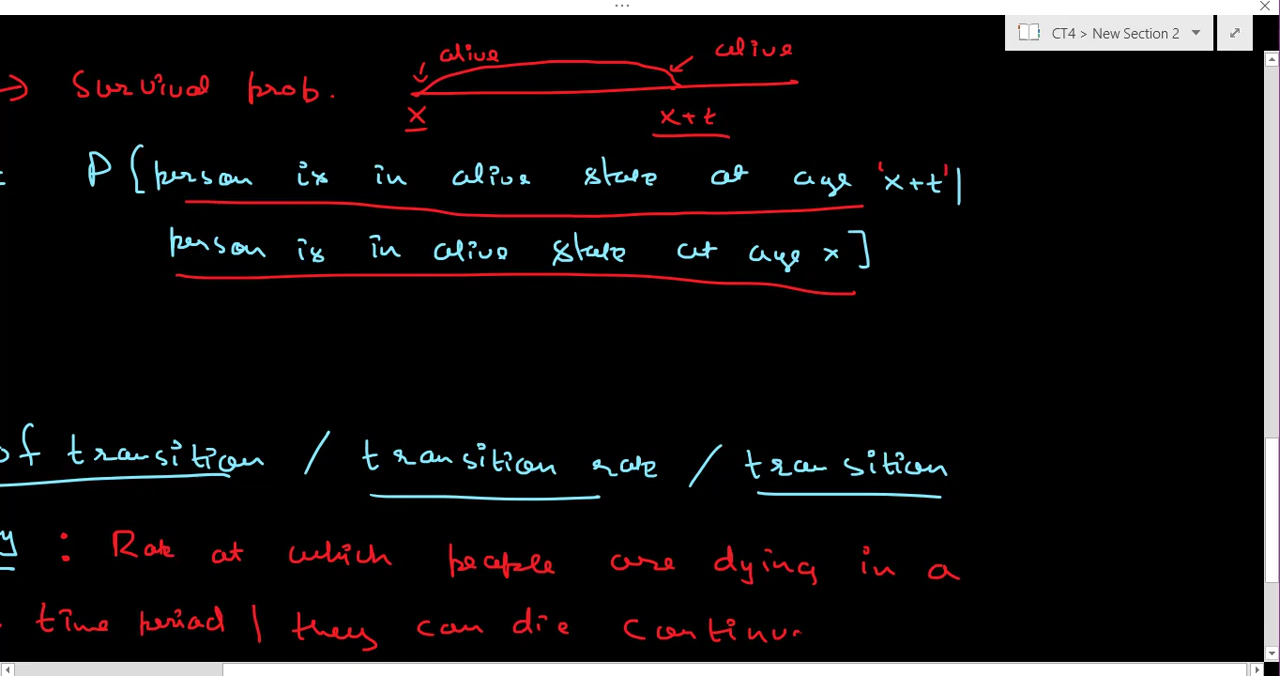 CT4 > New Section 2
alive alive
→ Survival prob.
x x+t
: P{person is in alive state at age 'x+t'|
person is in alive state at age x]
of transition / transition rate / transition
y : Rate at which people are dying in a
time period | they can die continu